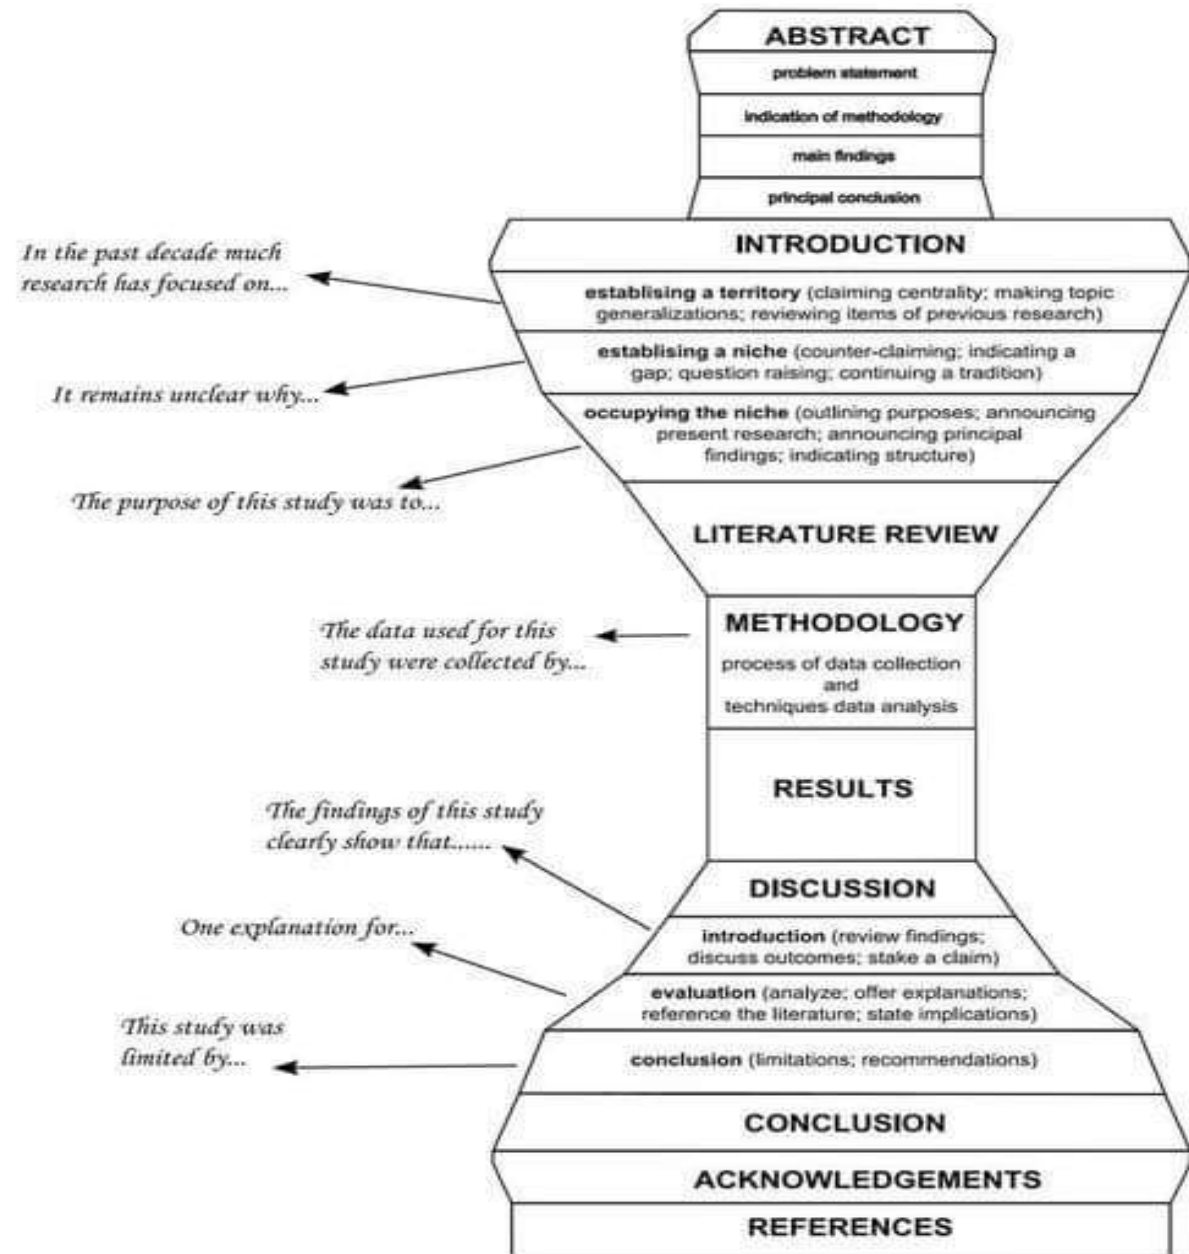 ABSTRACT
problem statement
indication of methodology
main findings
principal conclusion
INTRODUCTION
In the past decade much
research has focused on...
establising a territory (claiming centrality; making topic
generalizations; reviewing items of previous research)
It remains unclear why...
establising a niche (counter-claiming; indicating a
gap; question raising; continuing a tradition)
The purpose of this study was to...
occupying the niche (outlining purposes; announcing
present research; announcing principal
findings; indicating structure)
LITERATURE REVIEW
The data used for this
study were collected by...
METHODOLOGY
process of data collection
and
techniques data analysis
RESULTS
DISCUSSION
The findings of this study
clearly show that......
introduction (review findings;
discuss outcomes; stake a claim)
One explanation for...
evaluation (analyze; offer explanations;
reference the literature; state implications)
This study was
limited by...
conclusion (limitations; recommendations)
CONCLUSION
ACKNOWLEDGEMENTS
REFERENCES